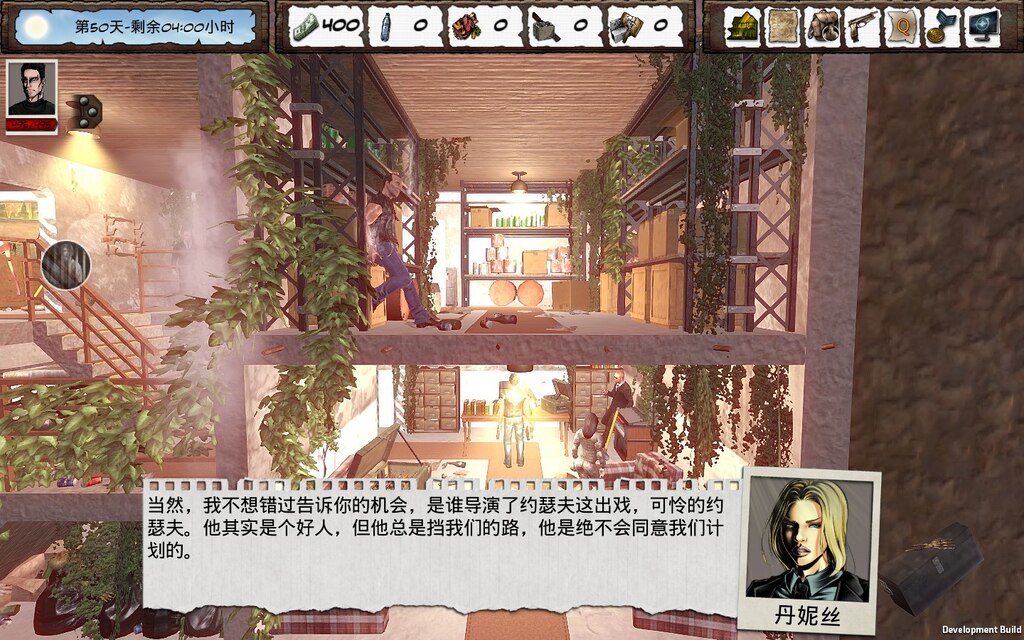 第50天-剩余04:00小时
400
0
0
0
0
Q
当然，我不想错过告诉你的机会，是谁导演了约瑟夫这出戏，可怜的约
瑟夫。他其实是个好人，但他总是挡我们的路，他是绝不会同意我们计
划的。
丹妮丝
Development Build